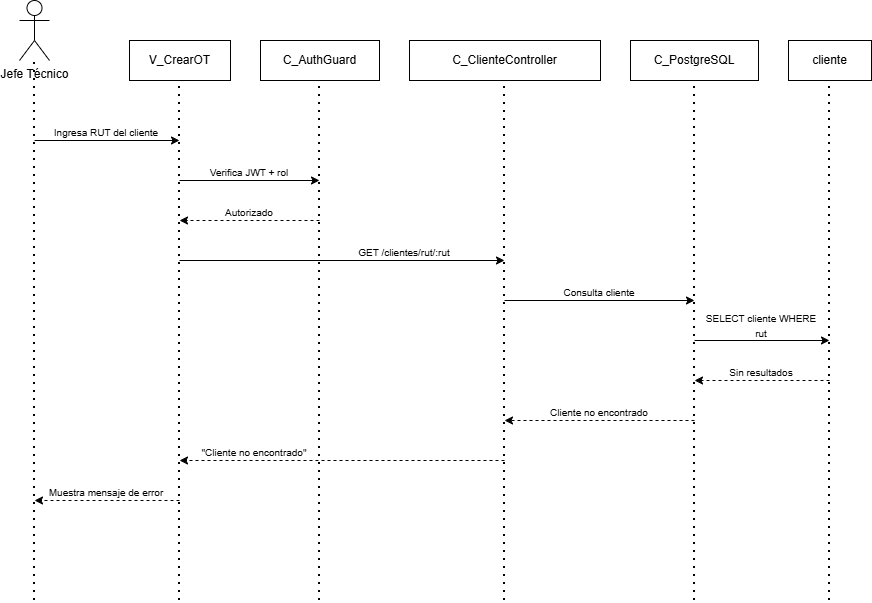 Jefe Técnico
V_CrearOT
C_AuthGuard
C_ClienteController
C_PostgreSQL
cliente
Ingresa RUT del cliente
Verifica JWT + rol
Autorizado
GET /clientes/rut/:rut
Consulta cliente
SELECT cliente WHERE
rut
Sin resultados
Cliente no encontrado
"Cliente no encontrado"
Muestra mensaje de error